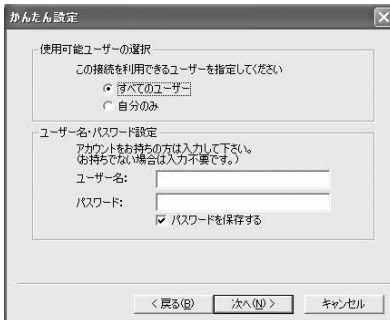 かんたん設定
使用可能ユーザーの選択
この接続を利用できるユーザーを指定してください
すべてのユーザー
自分のみ
ユーザー名・パスワード設定
アカウントをお持ちの方は入力して下さい。
(お持ちでない場合は入力不要です。)
ユーザー名:
パスワード:
パスワードを保存する
< 戻る(B) 次へ(N) > キャンセル